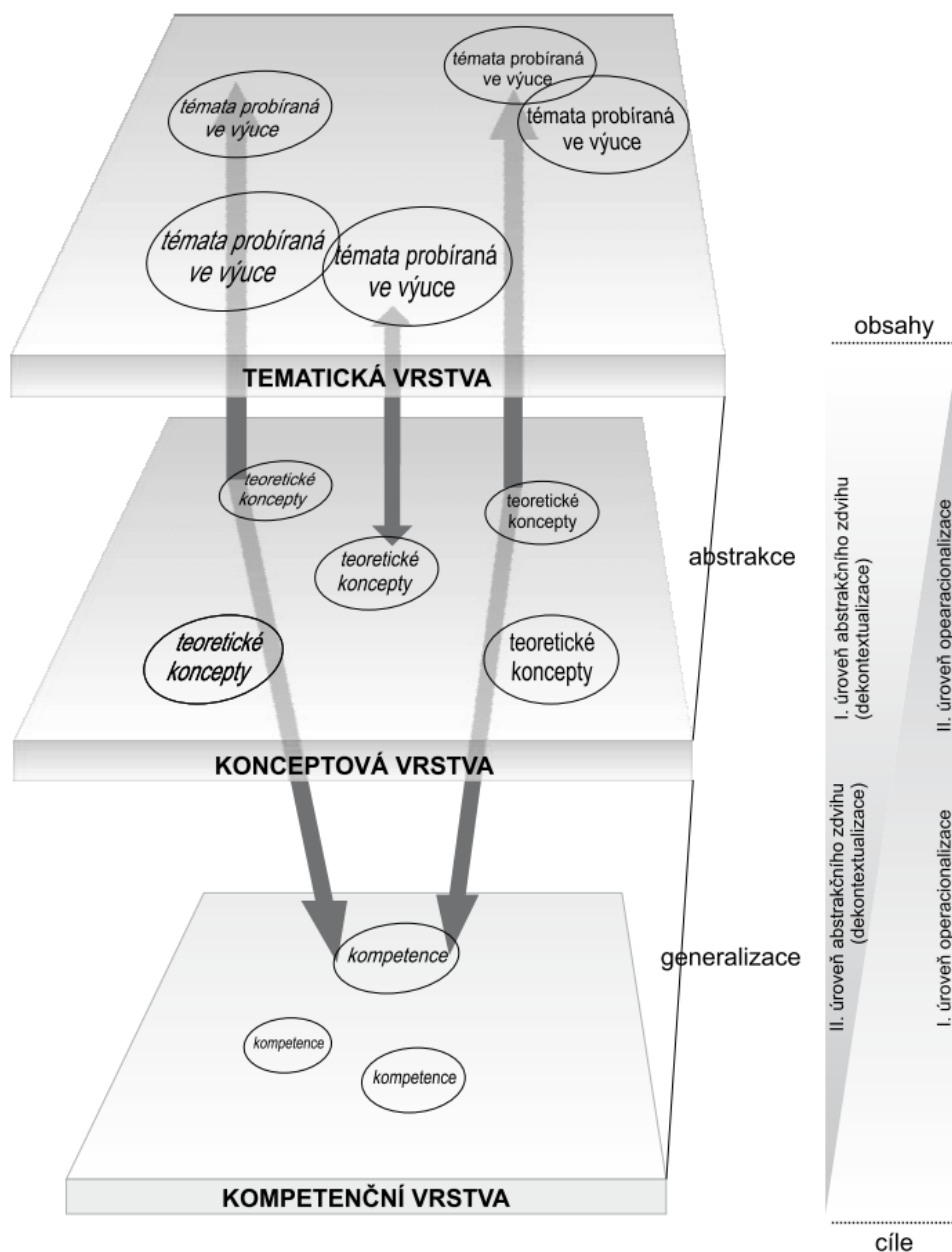 témata probíraná
ve výuce
témata probíraná
ve výuce
témata probíraná
ve výuce
témata probíraná
ve výuce
témata probíraná
ve výuce
TEMATICKÁ VRSTVA
teoretické
koncepty
teoretické
koncepty
teoretické
koncepty
teoretické
koncepty
teoretické
koncepty
KONCEPTOVÁ VRSTVA
kompetence
kompetence
kompetence
KOMPETENČNÍ VRSTVA
abstrakce
generalizace
obsahy
I. úroveň abstrakčního zdvihu
(dekontextualizace)
II. úroveň opearacionalizace
II. úroveň abstrakčního zdvihu
(dekontextualizace)
I. úroveň operacionalizace
cíle